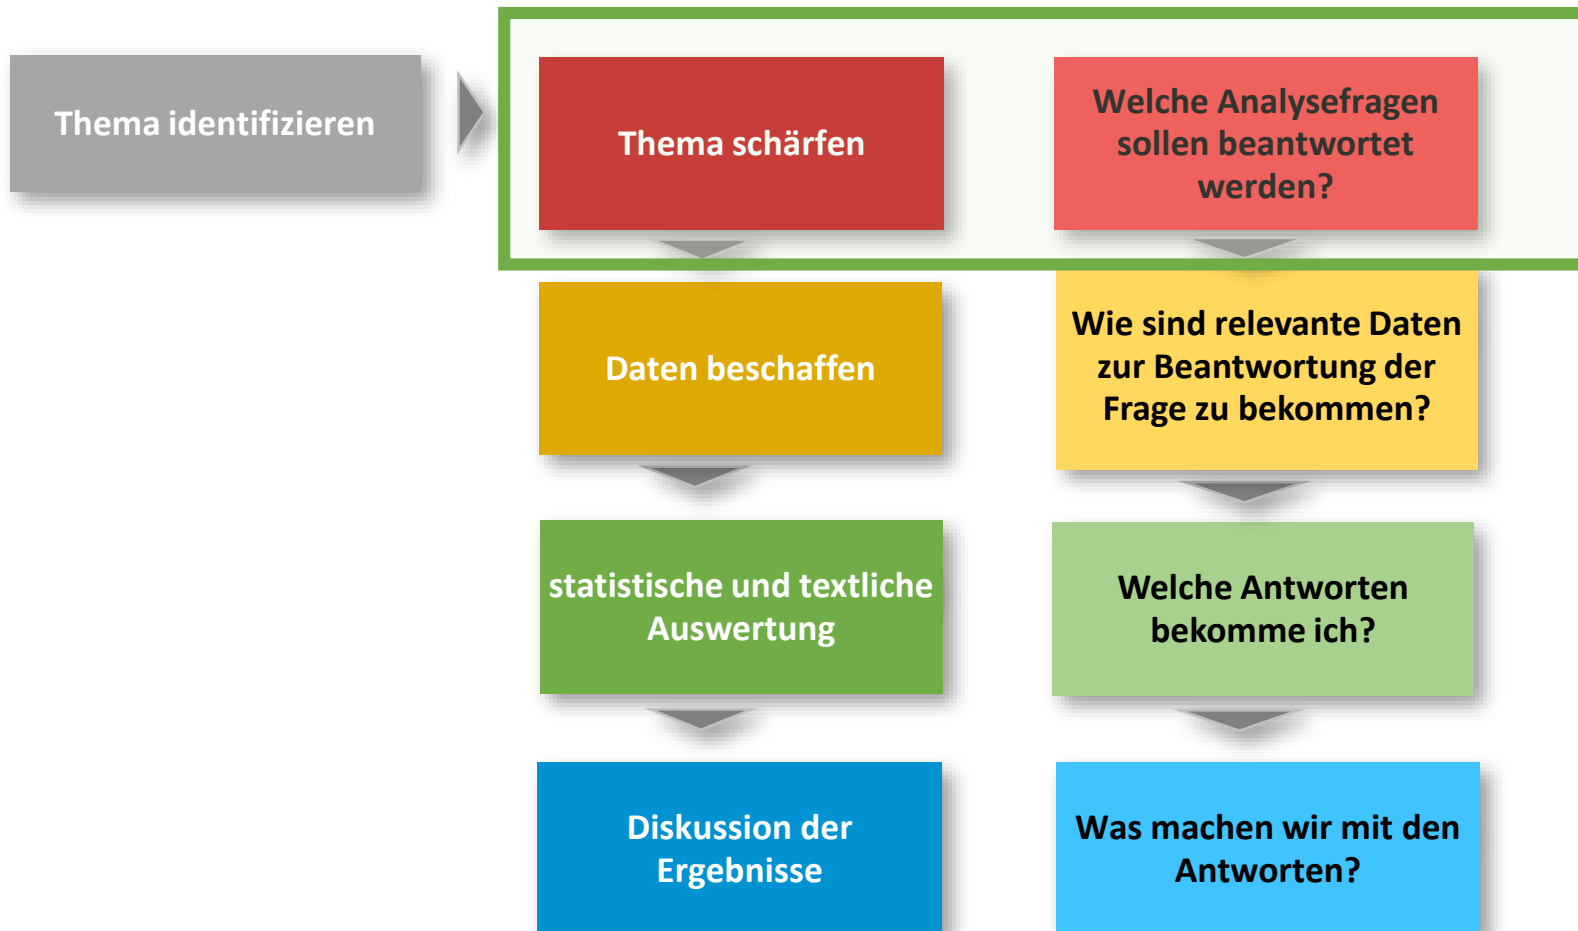 Thema identifizieren
Thema schärfen
Welche Analysefragen
sollen beantwortet
werden?
Daten beschaffen
Wie sind relevante Daten
zur Beantwortung der
Frage zu bekommen?
statistische und textliche
Auswertung
Welche Antworten
bekomme ich?
Diskussion der
Ergebnisse
Was machen wir mit den
Antworten?